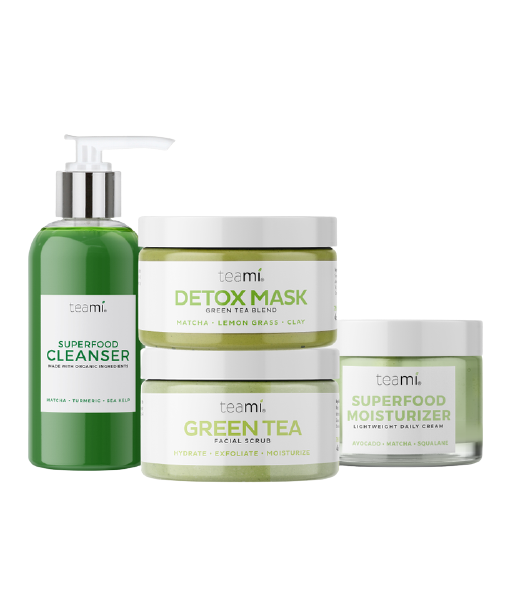 teami®
SUPERFOOD
CLEANSER
MADE WITH ORGANIC INGREDIENTS
MATCHA • TURMERIC • SEA KELP
teami®
DETOX MASK
GREEN TEA BLEND
MATCHA • LEMON GRASS • CLAY
teami®
GREEN TEA
FACIAL SCRUB
HYDRATE • EXFOLIATE • MOISTURIZE
teami®
SUPERFOOD
MOISTURIZER
LIGHTWEIGHT DAILY CREAM
AVOCADO • MATCHA • SQUALANE